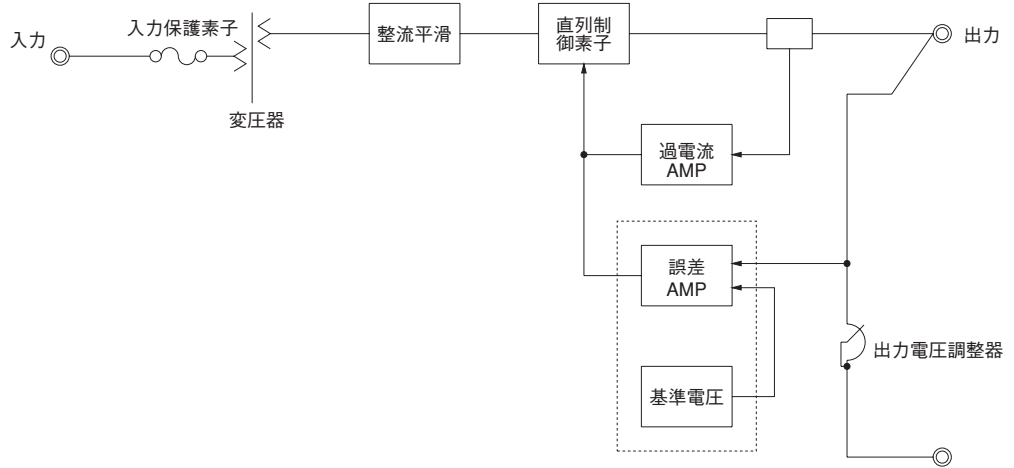 入力
入力保護素子
変圧器
整流平滑
直列制
御素子
出力
過電流
AMP
誤差
AMP
基準電圧
出力電圧調整器